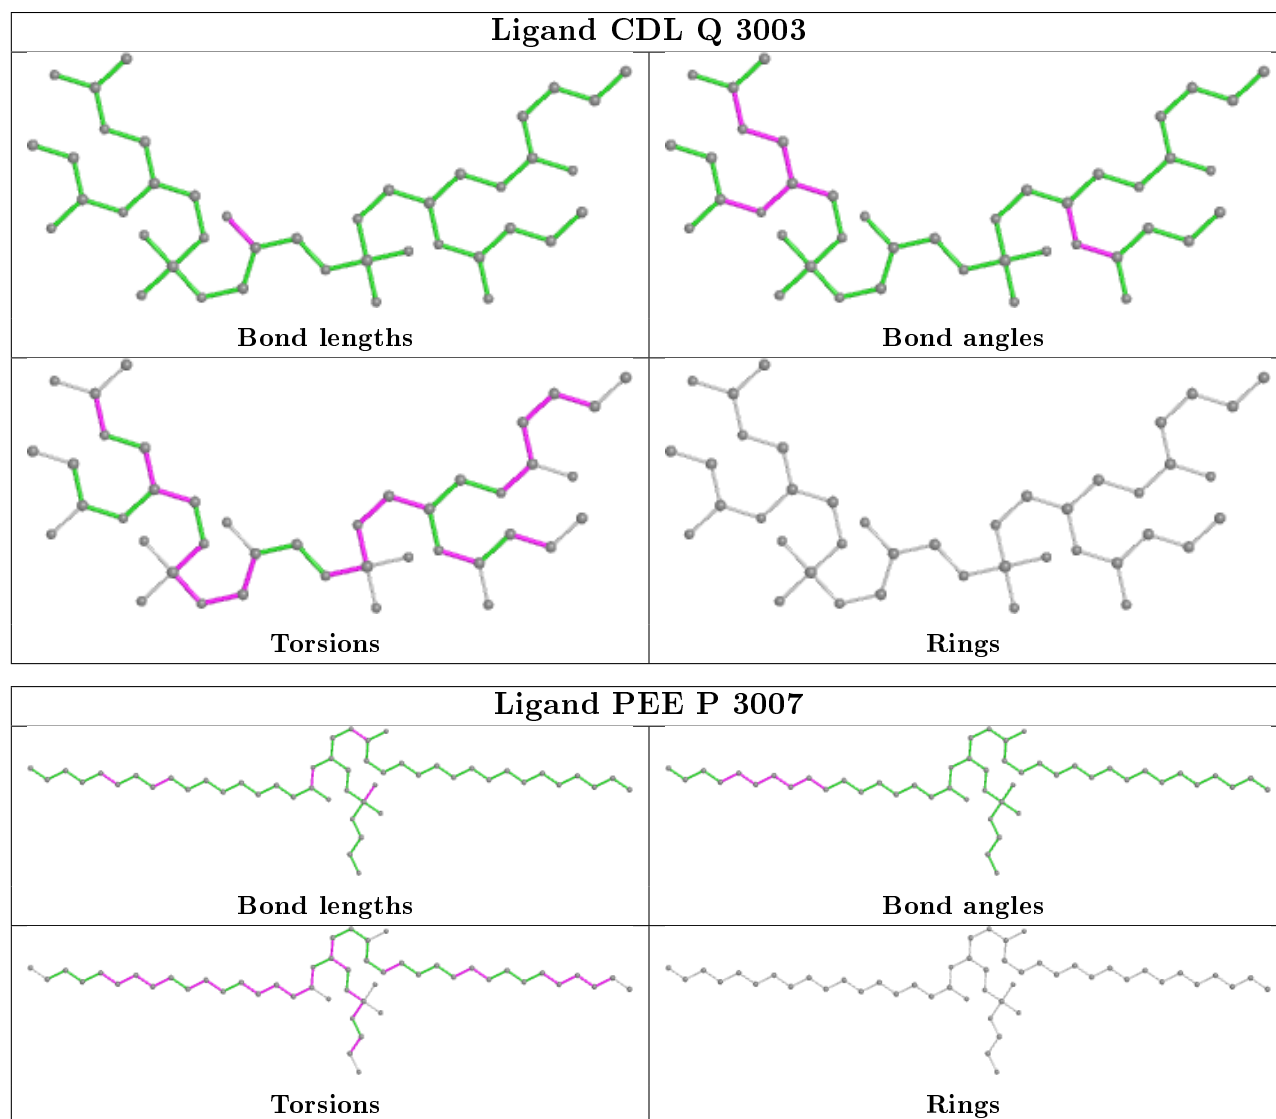 Ligand CDL Q 3003
Bond lengths
Bond angles
Torsions
Rings
Ligand PEE P 3007
Bond lengths
Bond angles
Torsions
Rings